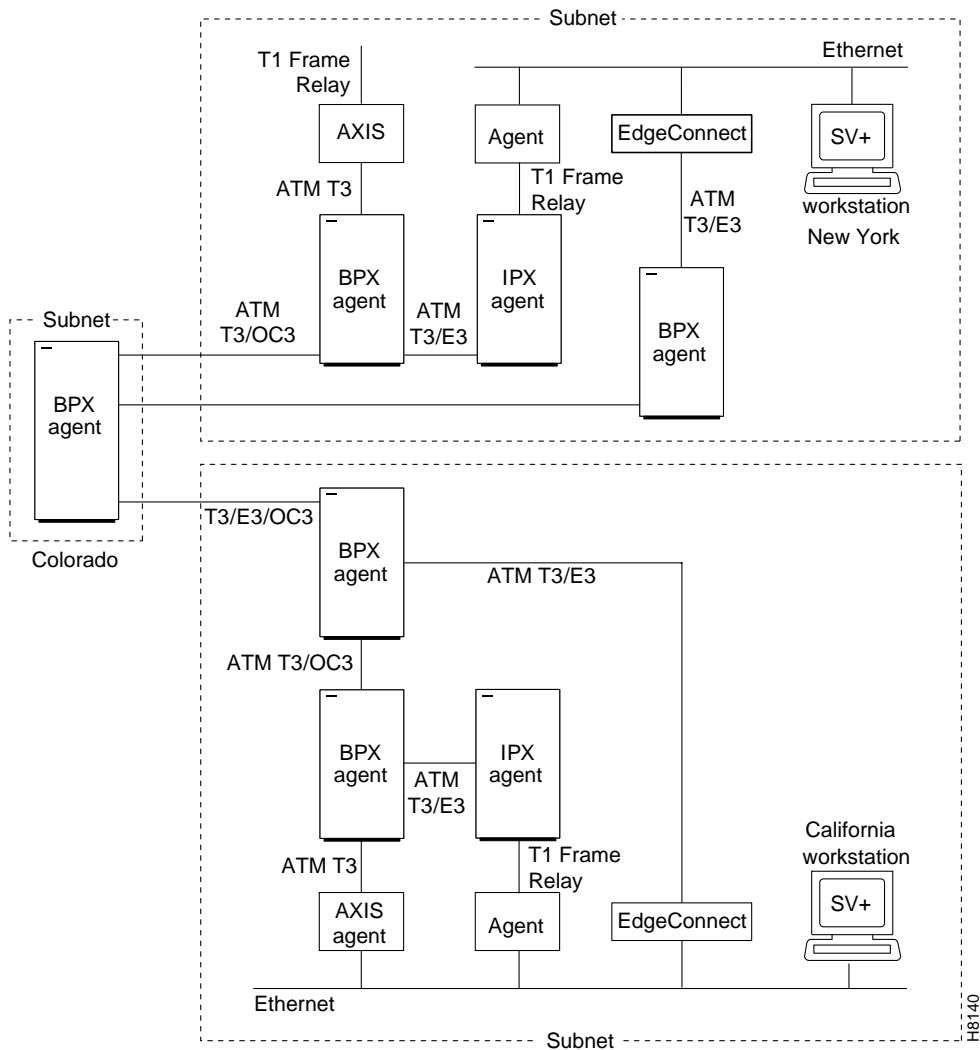 Subnet
Ethernet
T1 Frame
Relay
AXIS
Agent
EdgeConnect
SV+
workstation
New York
ATM T3
T1 Frame
Relay
ATM
T3/E3
BPX
agent
IPX
agent
BPX
agent
ATM
T3/OC3
ATM
T3/E3
Subnet
BPX
agent
Colorado
T3/E3/OC3
BPX
agent
ATM T3/E3
ATM T3/OC3
BPX
agent
IPX
agent
ATM
T3/E3
ATM T3
T1 Frame
Relay
California
workstation
SV+
AXIS
agent
Agent
EdgeConnect
Ethernet
Subnet
H8140